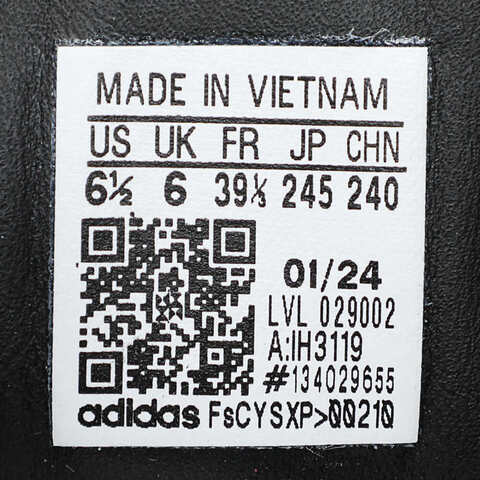 MADE IN VIETNAM
US UK FR JP CHN
6½ 6 39⅓ 245 240
01/24
LVL 029002
A:IH3119
#134029655
adidas FsCYSXP>00210